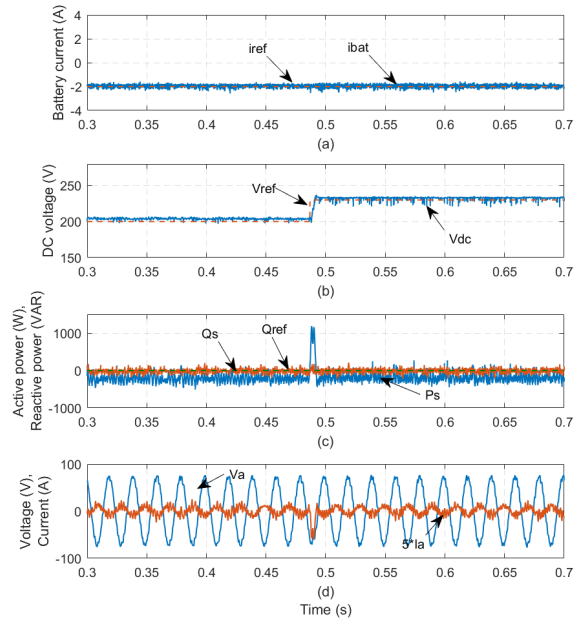 Battery current (A)
4
2
0
-2
-4
iref
ibat
0.3 0.35 0.4 0.45 0.5 0.55 0.6 0.65 0.7
(a)
DC voltage (V)
250
200
150
Vref
Vdc
0.3 0.35 0.4 0.45 0.5 0.55 0.6 0.65 0.7
(b)
Active power (W),
Reactive power (VAR)
1000
0
-1000
Qs
Qref
Ps
0.3 0.35 0.4 0.45 0.5 0.55 0.6 0.65 0.7
(c)
Voltage (V),
Current (A)
100
0
-100
Va
5*Ia
0.3 0.35 0.4 0.45 0.5 0.55 0.6 0.65 0.7
(d)
Time (s)